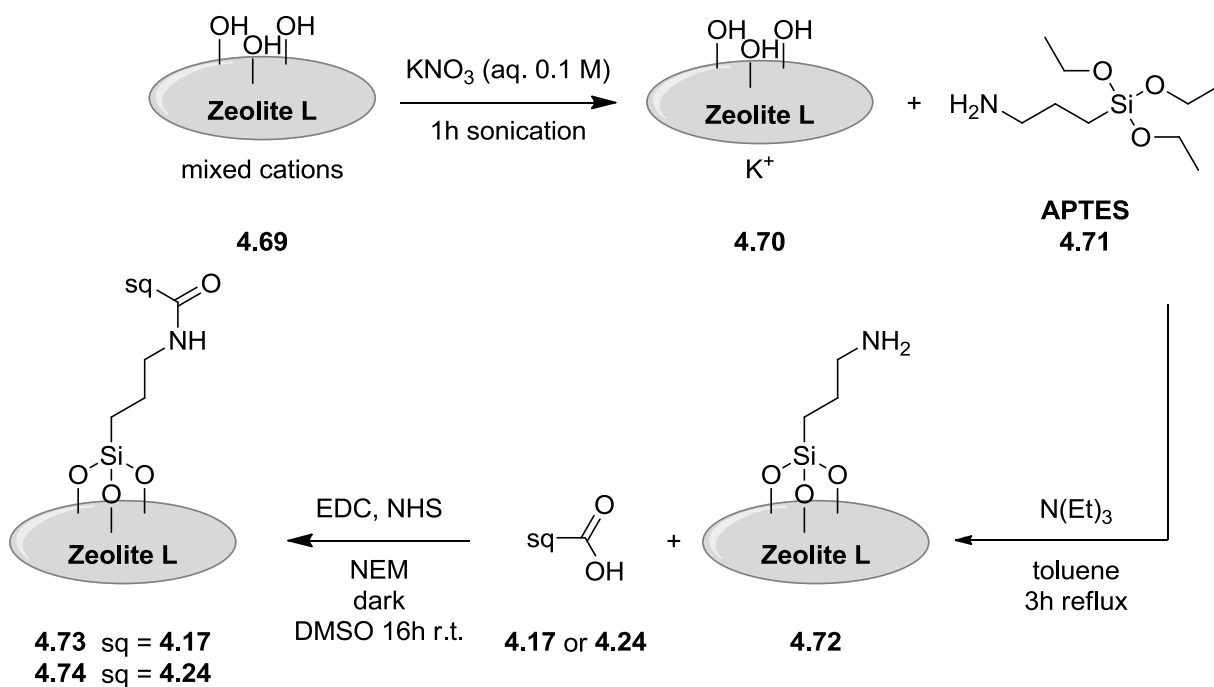 OH
OH
OH
Zeolite L
mixed cations
4.69
KNO₃ (aq. 0.1 M)
1h sonication
OH
OH
OH
Zeolite L
K⁺
4.70
+
H₂N
Si
O
O
O
APTES
4.71
N(Et)₃
toluene
3h reflux
NH₂
Si
O
O
O
Zeolite L
4.72
+
sq
O
OH
4.17 or 4.24
EDC, NHS
NEM
dark
DMSO 16h r.t.
sq
O
NH
Si
O
O
O
Zeolite L
4.73 sq = 4.17
4.74 sq = 4.24